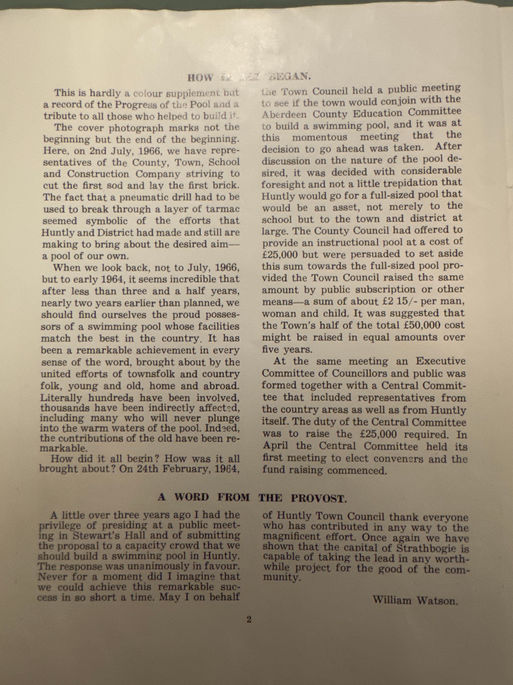 HOW IT ALL BEGAN.
This is hardly a colour supplement but
a record of the Progress of the Pool and a
tribute to all those who helped to build it.
The cover photograph marks not the
beginning but the end of the beginning.
Here, on 2nd July, 1966, we have repre-
sentatives of the County, Town, School
and Construction Company striving to
cut the first sod and lay the first brick.
The fact that a pneumatic drill had to be
used to break through a layer of tarmac
seemed symbolic of the efforts that
Huntly and District had made and still are
making to bring about the desired aim—
a pool of our own.
When we look back, not to July, 1966,
but to early 1964, it seems incredible that
after less than three and a half years,
nearly two years earlier than planned, we
should find ourselves the proud posses-
sors of a swimming pool whose facilities
match the best in the country. It has
been a remarkable achievement in every
sense of the word, brought about by the
united efforts of townsfolk and country
folk, young and old, home and abroad.
Literally hundreds have been involved,
thousands have been indirectly affected,
including many who will never plunge
into the warm waters of the pool. Indeed,
the contributions of the old have been re-
markable.
How did it all begin? How was it all
brought about? On 24th February, 1964,
the Town Council held a public meeting
to see if the town would conjoin with the
Aberdeen County Education Committee
to build a swimming pool, and it was at
this momentous meeting that the
decision to go ahead was taken. After
discussion on the nature of the pool de-
sired, it was decided with considerable
foresight and not a little trepidation that
Huntly would go for a full-sized pool that
would be an asset, not merely to the
school but to the town and district at
large. The County Council had offered to
provide an instructional pool at a cost of
£25,000 but were persuaded to set aside
this sum towards the full-sized pool pro-
vided the Town Council raised the same
amount by public subscription or other
means—a sum of about £2 15/- per man,
woman and child. It was suggested that
the Town's half of the total £50,000 cost
might be raised in equal amounts over
five years.
At the same meeting an Executive
Committee of Councillors and public was
formed together with a Central Commit-
tee that included representatives from
the country areas as well as from Huntly
itself. The duty of the Central Committee
was to raise the £25,000 required. In
April the Central Committee held its
first meeting to elect conveners and the
fund raising commenced.
A WORD FROM THE PROVOST.
A little over three years ago I had the
privilege of presiding at a public meet-
ing in Stewart's Hall and of submitting
the proposal to a capacity crowd that we
should build a swimming pool in Huntly.
The response was unanimously in favour.
Never for a moment did I imagine that
we could achieve this remarkable suc-
cess in so short a time. May I on behalf
of Huntly Town Council thank everyone
who has contributed in any way to the
magnificent effort. Once again we have
shown that the capital of Strathbogie is
capable of taking the lead in any worth-
while project for the good of the com-
munity.
William Watson.
2